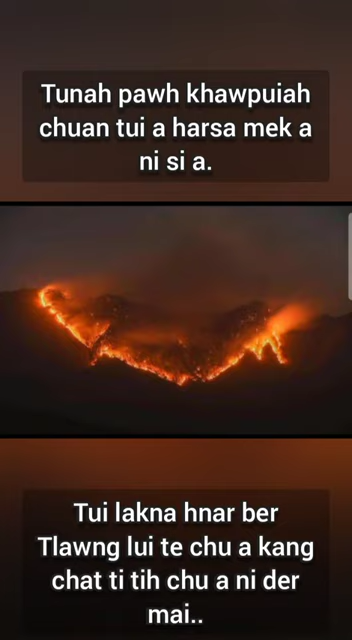 Tunah pawh khawpuiah
chuan tui a harsa mek a
ni si a.
Tui lakna hnar ber
Tlawng lui te chu a kang
chat ti tih chu a ni der
mai..